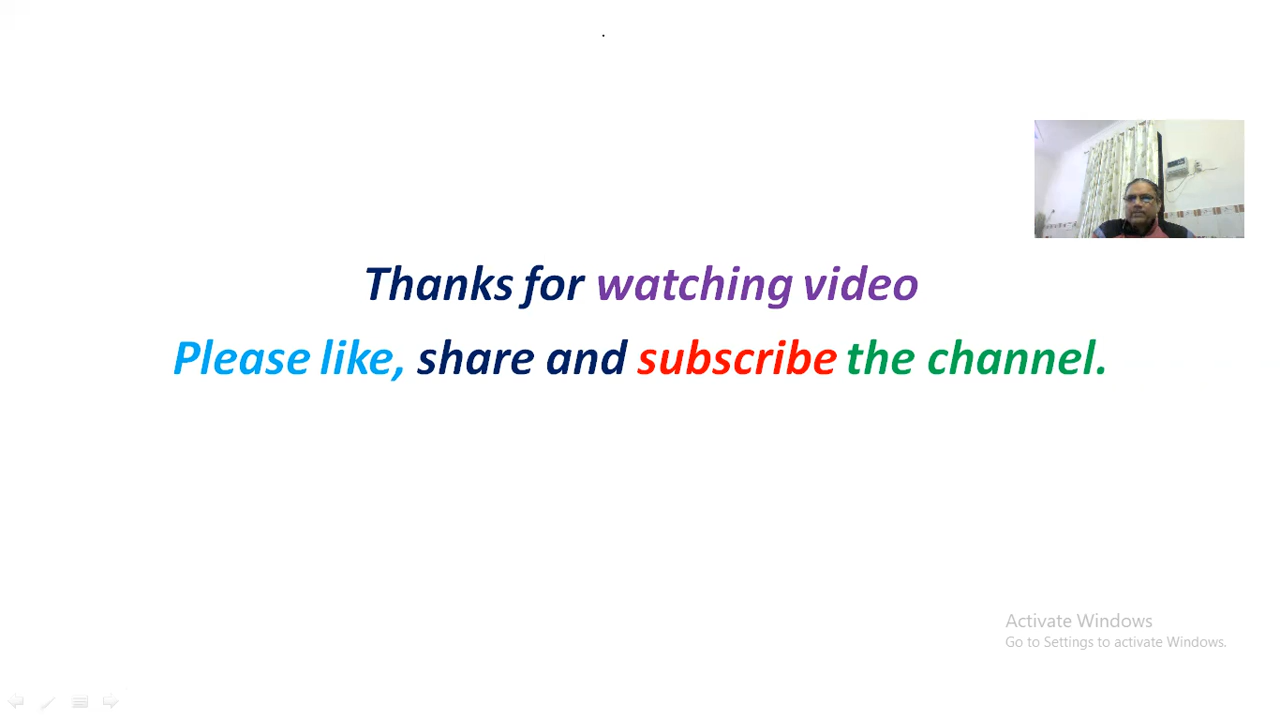 Thanks for watching video
Please like, share and subscribe the channel.
Activate Windows
Go to Settings to activate Windows.